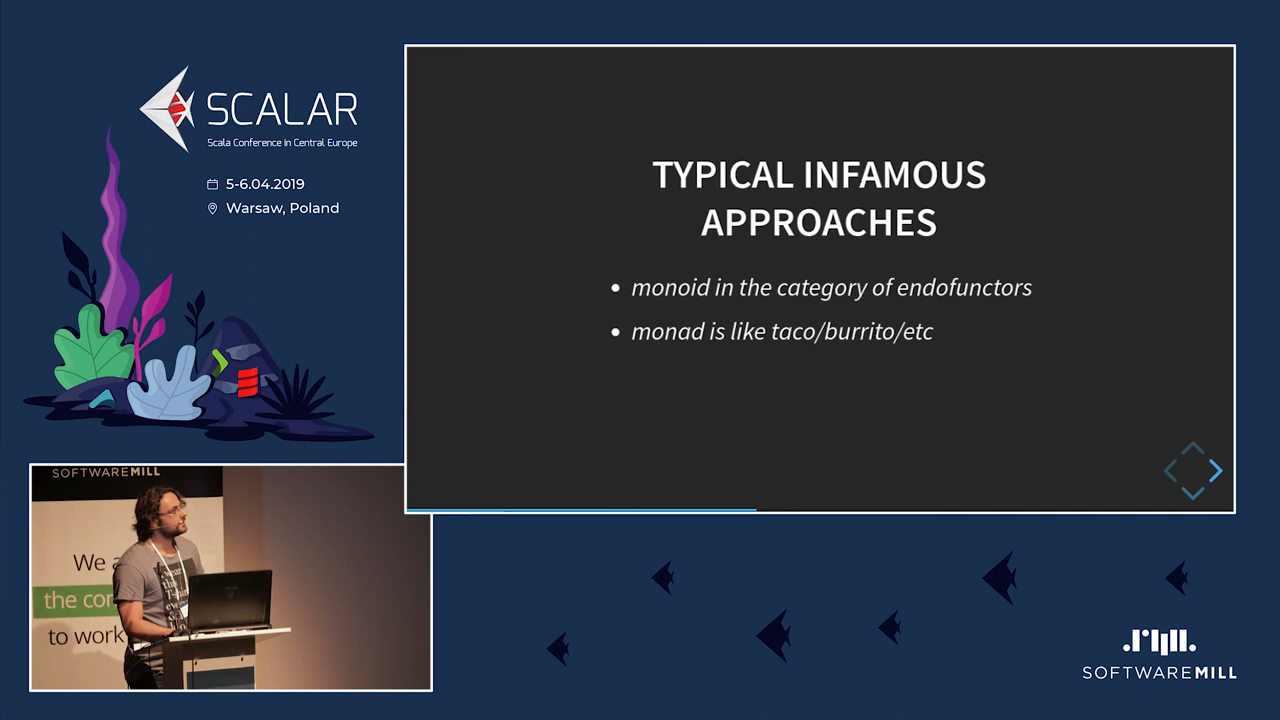 SCALAR
Scala Conference in Central Europe
5-6.04.2019
Warsaw, Poland
TYPICAL INFAMOUS
APPROACHES
monoid in the category of endofunctors
monad is like taco/burrito/etc
SOFTWAREMILL
We
the
to work
SOFTWAREMILL